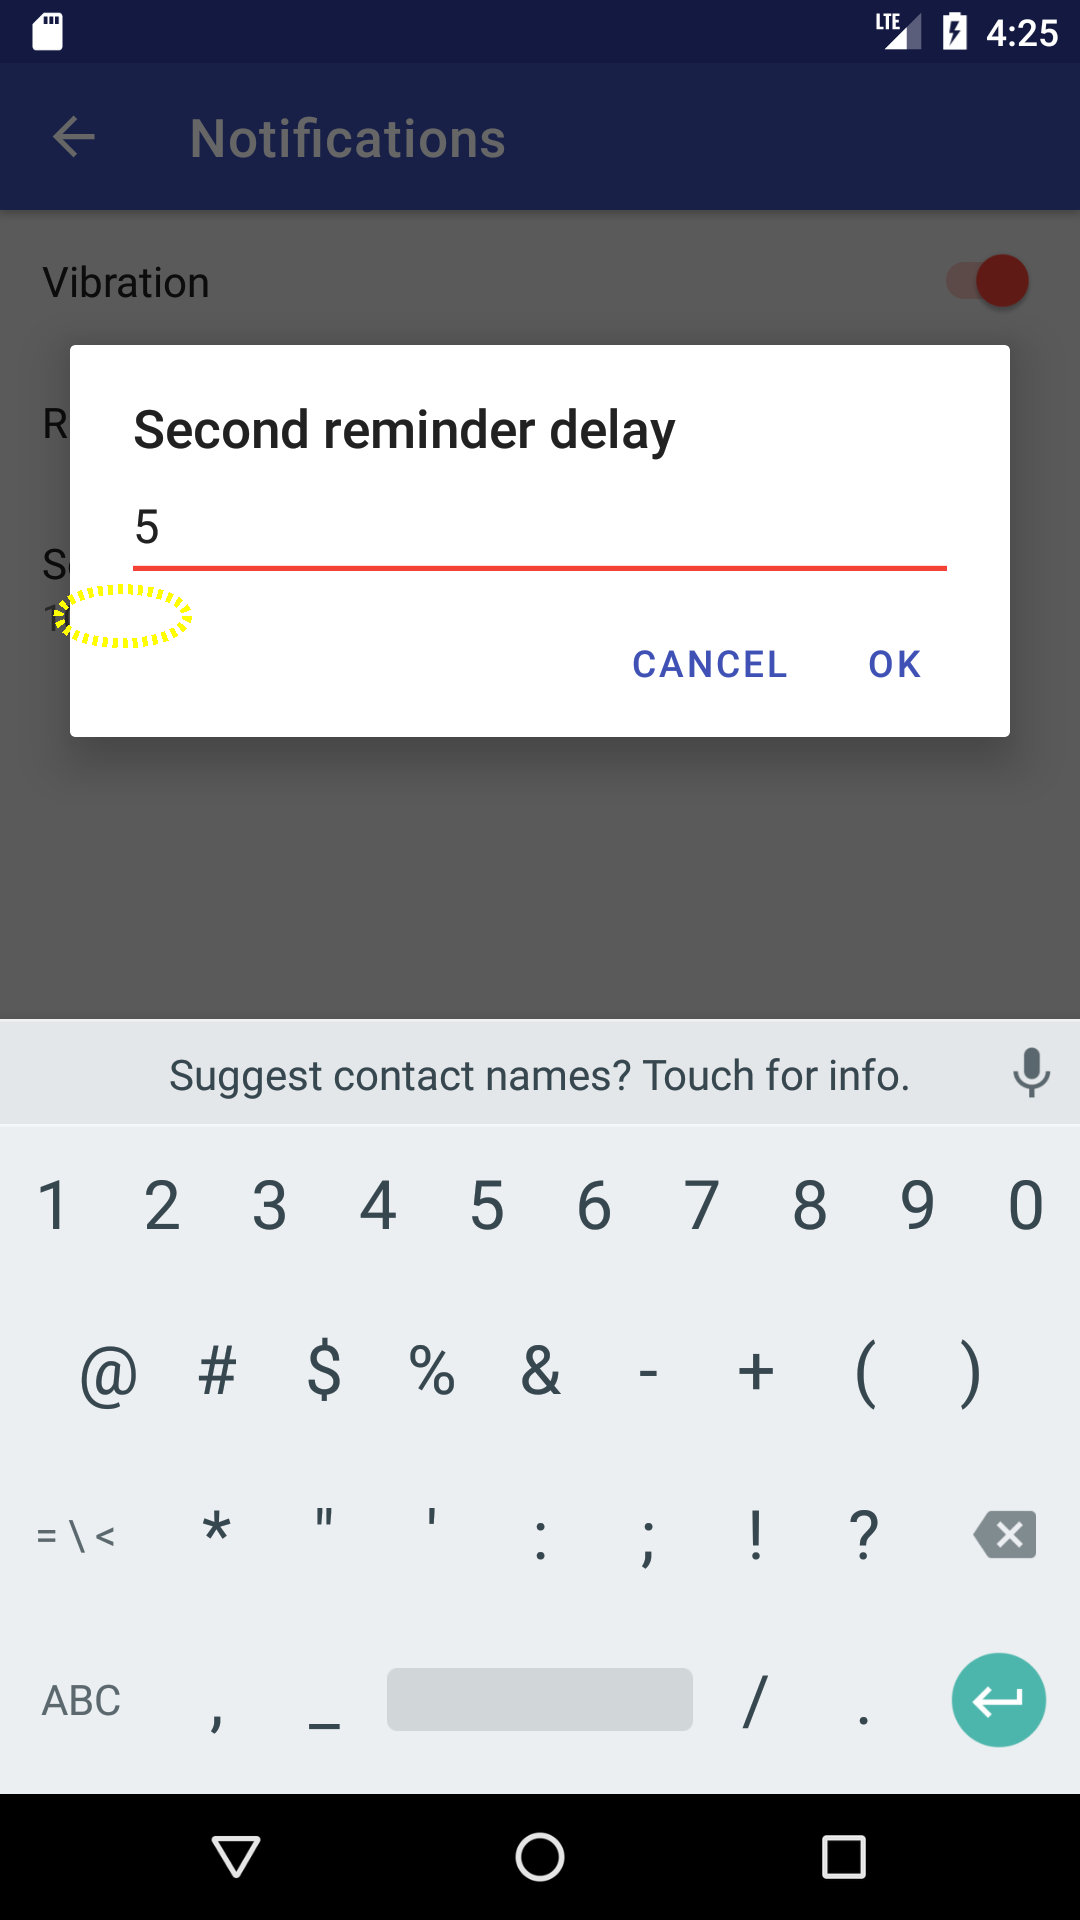 LTE 4:25
Notifications
Vibration
Second reminder delay
5
CANCEL OK
Suggest contact names? Touch for info.
1 2 3 4 5 6 7 8 9 0
@ # $ % & - + ( )
= \ < * " ' : ; ! ?
ABC , _ / .